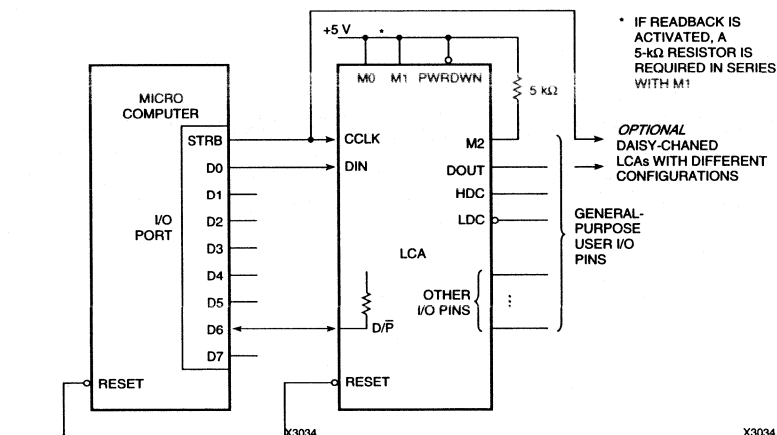 +5 V
*
* IF READBACK IS
ACTIVATED, A
5-kΩ RESISTOR IS
REQUIRED IN SERIES
WITH M1
MICRO
COMPUTER
STRB
D0
D1
D2
D3
D4
D5
D6
D7
I/O
PORT
RESET
M0 M1 PWRDWN
5 kΩ
CCLK
DIN
M2
DOUT
HDC
LDC
LCA
OTHER
I/O PINS
⋮
D/P̅
RESET
OPTIONAL
DAISY-CHANED
LCAs WITH DIFFERENT
CONFIGURATIONS
GENERAL-
PURPOSE
USER I/O
PINS
X3034
X3034